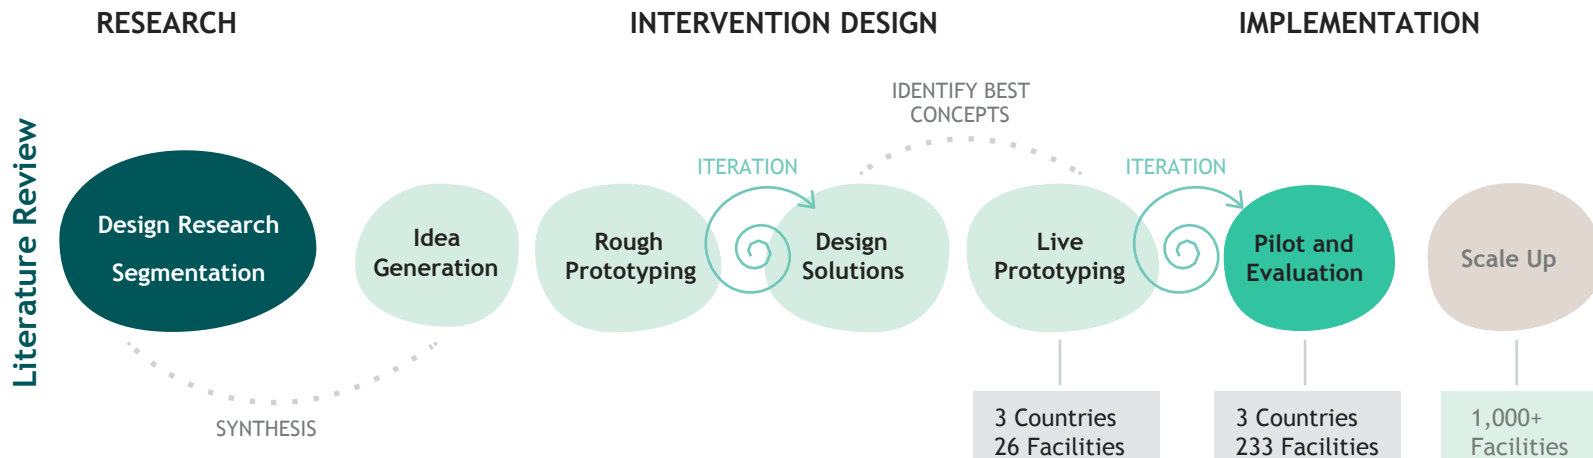 RESEARCH
INTERVENTION DESIGN
IMPLEMENTATION
Literature Review
Design Research
Segmentation
SYNTHESIS
Idea
Generation
Rough
Prototyping
ITERATION
Design
Solutions
IDENTIFY BEST
CONCEPTS
Live
Prototyping
ITERATION
Pilot and
Evaluation
Scale Up
3 Countries
26 Facilities
3 Countries
233 Facilities
1,000+
Facilities